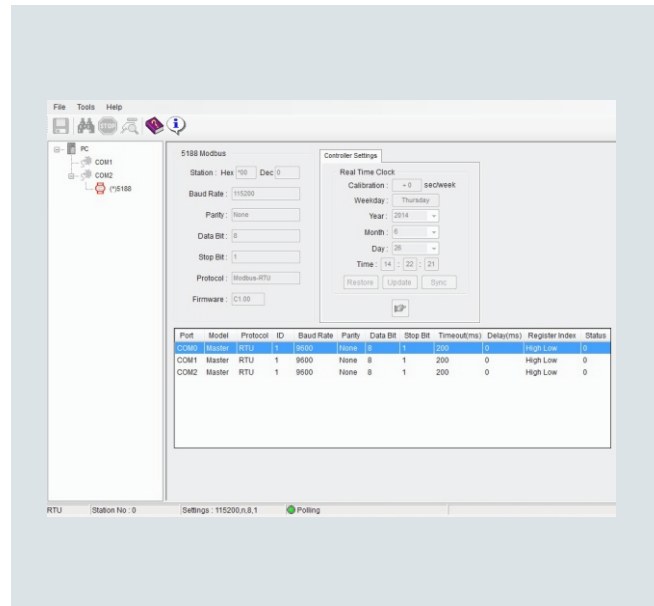 File Tools Help
STOP
PC
COM1
COM2
(*)5188
5188 Modbus
Station : Hex *00 Dec 0
Baud Rate : 115200
Parity : None
Data Bit : 8
Stop Bit : 1
Protocol : Modbus-RTU
Firmware : C1.00
Controller Settings
Real Time Clock
Calibration : + 0 sec/week
Weekday : Thursday
Year : 2014
Month : 6
Day : 26
Time : 14 : 22 : 21
Restore Update Sync
Port Model Protocol ID Baud Rate Parity Data Bit Stop Bit Timeout(ms) Delay(ms) Register Index Status
COM0 Master RTU 1 9600 None 8 1 200 0 High Low 0
COM1 Master RTU 1 9600 None 8 1 200 0 High Low 0
COM2 Master RTU 1 9600 None 8 1 200 0 High Low 0
RTU Station No : 0 Settings : 115200,n,8,1 Polling